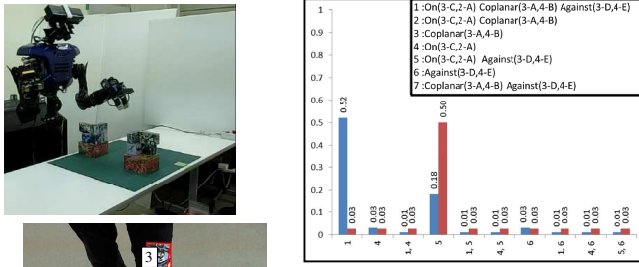 1
0.9
0.8
0.7
0.6
0.5
0.4
0.3
0.2
0.1
0
1 :On(3-C,2-A) Coplanar(3-A,4-B) Against(3-D,4-E)
2 :On(3-C,2-A) Coplanar(3-A,4-B)
3 :Coplanar(3-A,4-B)
4 :On(3-C,2-A)
5 :On(3-C,2-A) Against(3-D,4-E)
6 :Against(3-D,4-E)
7 :Coplanar(3-A,4-B) Against(3-D,4-E)
0.52 0.03 0.03 0.03 0.01 0.03 0.18 0.50 0.01 0.03 0.01 0.03 0.03 0.03 0.01 0.03 0.01 0.03 0.01 0.03
1 4 1, 4 5 1, 5 4, 5 6 1, 6 4, 6 5, 6
3